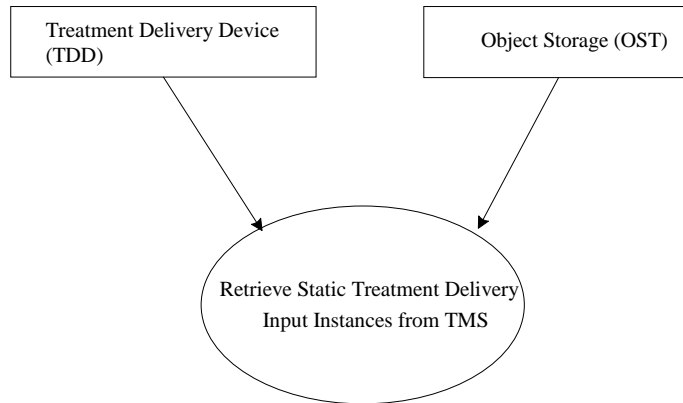 Treatment Delivery Device
(TDD)
Object Storage (OST)
Retrieve Static Treatment Delivery
Input Instances from TMS